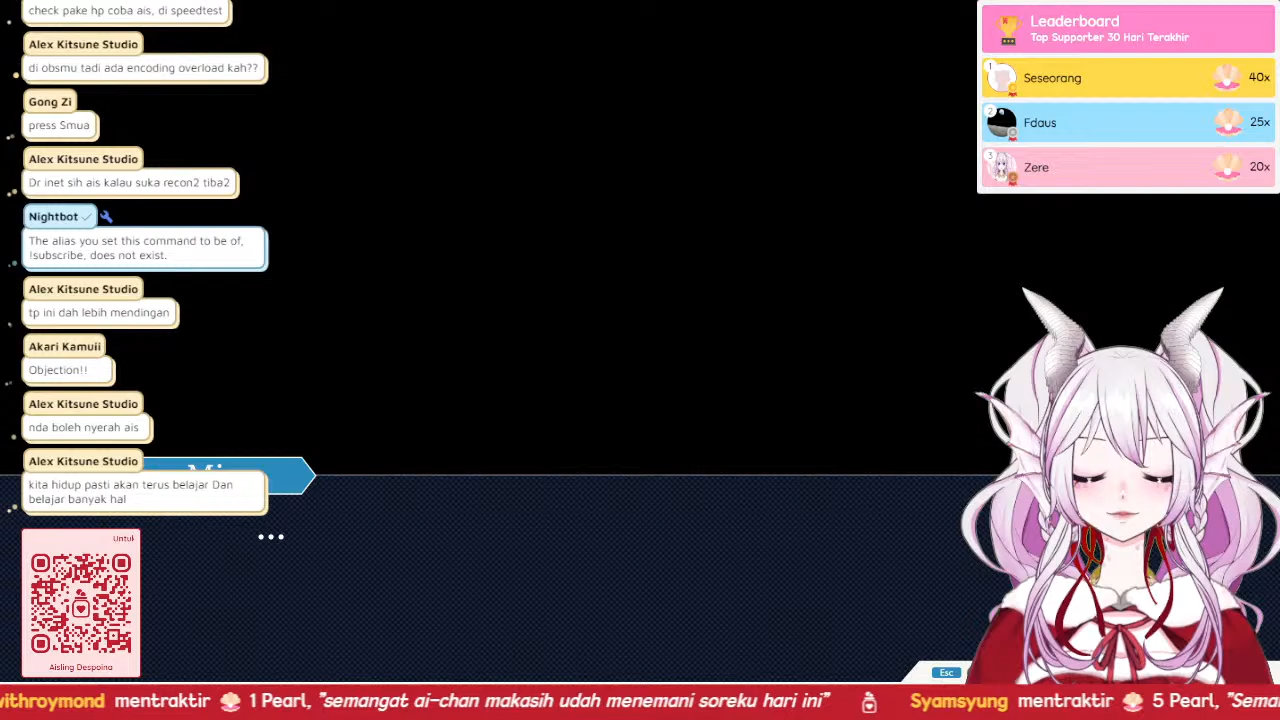 check pake hp coba ais, di speedtest
Alex Kitsune Studio
di obsmu tadi ada encoding overload kah??
Gong Zi
press Smua
Alex Kitsune Studio
Dr inet sih ais kalau suka recon2 tiba2
Nightbot
The alias you set this command to be of,
!subscribe, does not exist.
Alex Kitsune Studio
tp ini dah lebih mendingan
Akari Kamuii
Objection!!
Alex Kitsune Studio
nda boleh nyerah ais
Alex Kitsune Studio
kita hidup pasti akan terus belajar Dan
belajar banyak hal
...
Untuk
Aisling Despoina
Leaderboard
Top Supporter 30 Hari Terakhir
1 Seseorang 40x
2 Fdaus 25x
3 Zere 20x
Esc
withroymond mentraktir 1 Pearl, "semangat ai-chan makasih udah menemani soreku hari ini" Syamsyung mentraktir 5 Pearl, "Sema